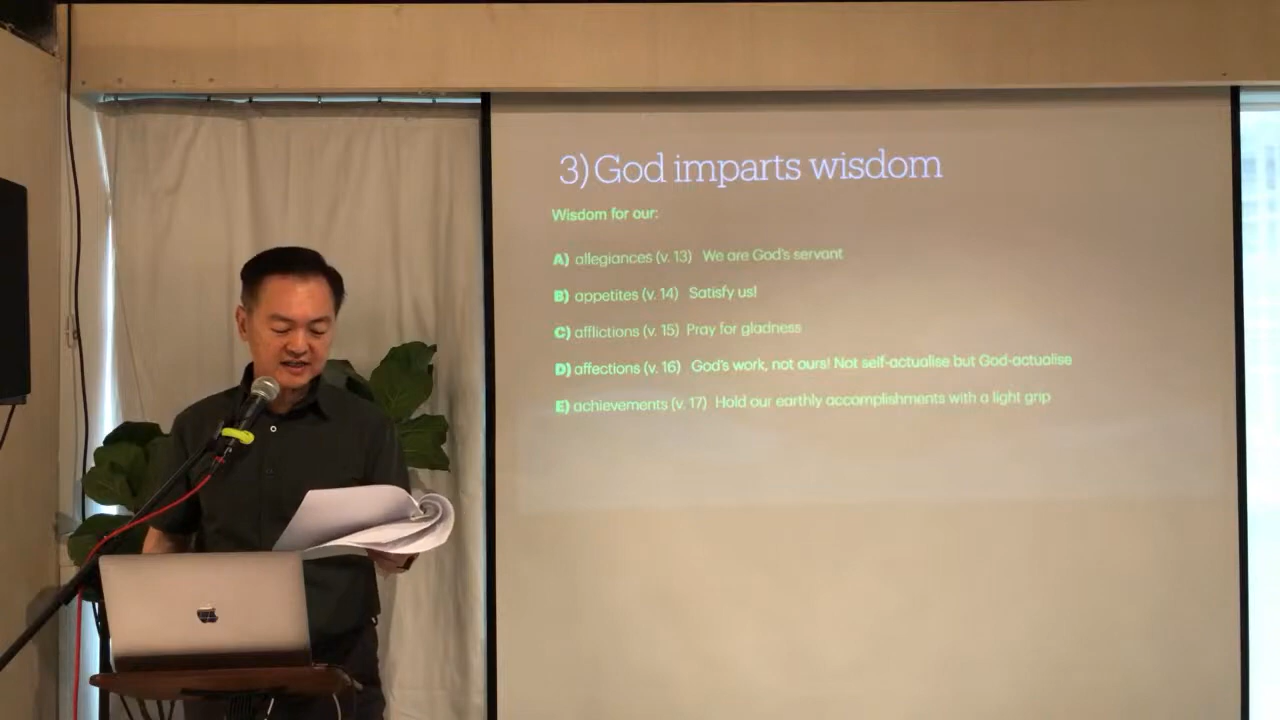 3) God imparts wisdom
Wisdom for our:
A) allegiances (v. 13) We are God's servant
B) appetites (v. 14) Satisfy us!
C) afflictions (v. 15) Pray for gladness
D) affections (v. 16) God's work, not ours! Not self-actualise but God-actualise
E) achievements (v. 17) Hold our earthly accomplishments with a light grip